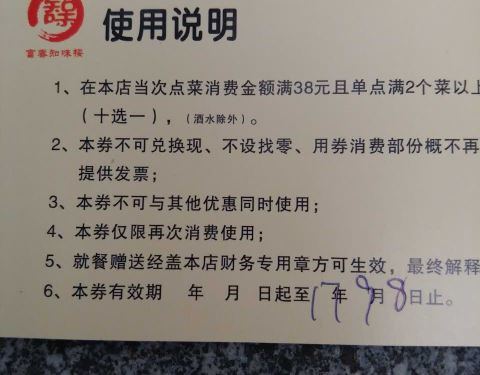 富春知味楼
使用说明
1、在本店当次点菜消费金额满38元且单点满2个菜以上
（十选一），（酒水除外）。
2、本券不可兑换现、不设找零、用券消费部份概不再
提供发票；
3、本券不可与其他优惠同时使用；
4、本券仅限再次消费使用；
5、就餐赠送经盖本店财务专用章方可生效，最终解释
6、本券有效期 年 月 日起至17年9月8日止。